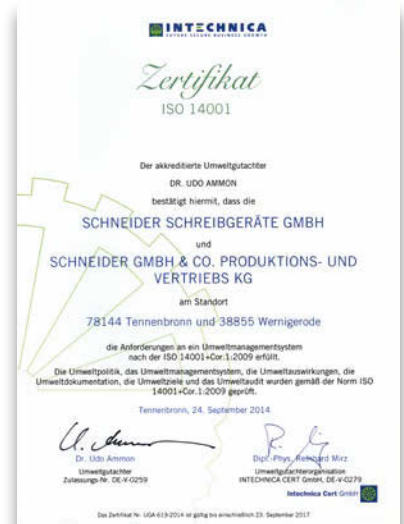 INTECHNICA
FUTURE SECURE BUSINESS GROWTH
Zertifikat
ISO 14001
Der akkreditierte Umweltgutachter
DR. UDO AMMON
bestätigt hiermit, dass die
SCHNEIDER SCHREIBGERÄTE GMBH
und
SCHNEIDER GMBH & CO. PRODUKTIONS- UND
VERTRIEBS KG
am Standort
78144 Tennenbronn und 38855 Wernigerode
die Anforderungen an ein Umweltmanagementsystem
nach der ISO 14001+Cor.1:2009 erfüllt.
Die Umweltpolitik, das Umweltmanagementsystem, die Umweltauswirkungen, die
Umweltdokumentation, die Umweltziele und das Umweltaudit wurden gemäß der Norm ISO
14001+Cor.1:2009 geprüft.
Tennenbronn, 24. September 2014
Dr. Udo Ammon
Umweltgutachter
Zulassungs-Nr. DE-V-0259
Dipl.-Phys. Reinhard Mirz
Umweltgutachterorganisation
INTECHNICA CERT GmbH, DE-V-0279
Intechnica Cert GmbH
Das Zertifikat Nr. UGA-619-2014 ist gültig bis einschließlich 23. September 2017